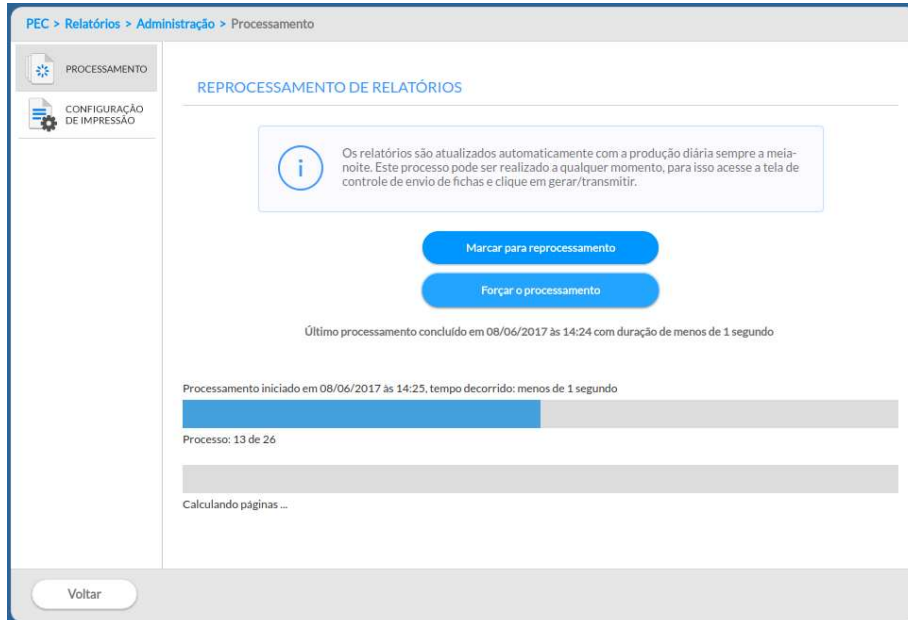 PEC > Relatórios > Administração > Processamento
PROCESSAMENTO
CONFIGURAÇÃO
DE IMPRESSÃO
REPROCESSAMENTO DE RELATÓRIOS
i
Os relatórios são atualizados automaticamente com a produção diária sempre a meia-
noite. Este processo pode ser realizado a qualquer momento, para isso acesse a tela de
controle de envio de fichas e clique em gerar/transmitir.
Marcar para reprocessamento
Forçar o processamento
Último processamento concluído em 08/06/2017 às 14:24 com duração de menos de 1 segundo
Processamento iniciado em 08/06/2017 às 14:25, tempo decorrido: menos de 1 segundo
Processo: 13 de 26
Calculando páginas ...
Voltar